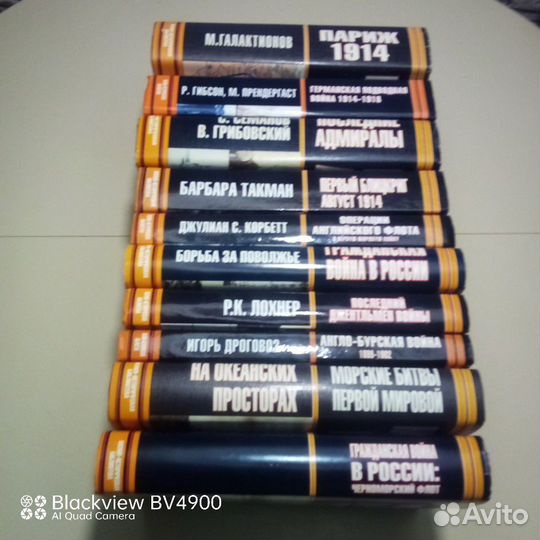 М.ГАЛАКТИОНОВ
ПАРИЖ
1914
Р. ГИБСОН, М. ПРЕНДЕРГАСТ
ГЕРМАНСКАЯ ПОДВОДНАЯ
ВОЙНА 1914-1918
С. СЕМАНОВ
В. ГРИБОВСКИЙ
ПОСЛЕДНИЕ
АДМИРАЛЫ
БАРБАРА ТАКМАН
ПЕРВЫЙ БЛИЦКРИГ
АВГУСТ 1914
ДЖУЛИАН С. КОРБЕТТ
ОПЕРАЦИИ
АНГЛИЙСКОГО ФЛОТА
БОРЬБА ЗА ПОВОЛЖЬЕ
ГРАЖДАНСКАЯ
ВОЙНА В РОССИИ
Р.К. ЛОХНЕР
ПОСЛЕДНИЙ
ДЖЕНТЛЬМЕН ВОЙНЫ
ИГОРЬ ДРОГОВОЗ
АНГЛО-БУРСКАЯ ВОЙНА
1899-1902
НА ОКЕАНСКИХ
ПРОСТОРАХ
МОРСКИЕ БИТВЫ
ПЕРВОЙ МИРОВОЙ
ГРАЖДАНСКАЯ ВОЙНА
В РОССИИ:
ЧЕРНОМОРСКИЙ ФЛОТ
Blackview BV4900
AI Quad Camera
Avito